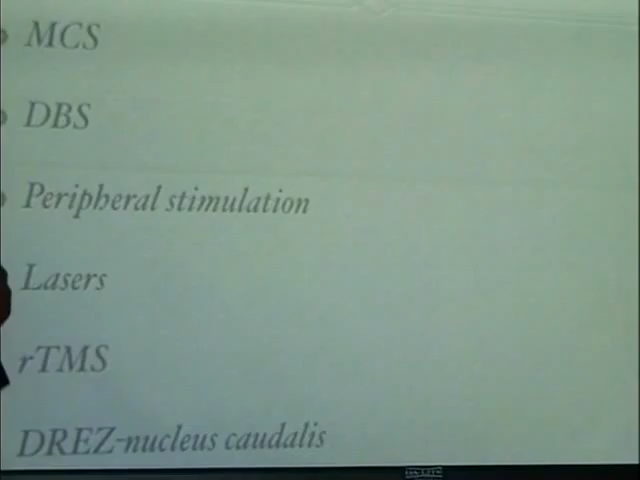 MCS
DBS
Peripheral stimulation
Lasers
rTMS
DREZ-nucleus caudalis